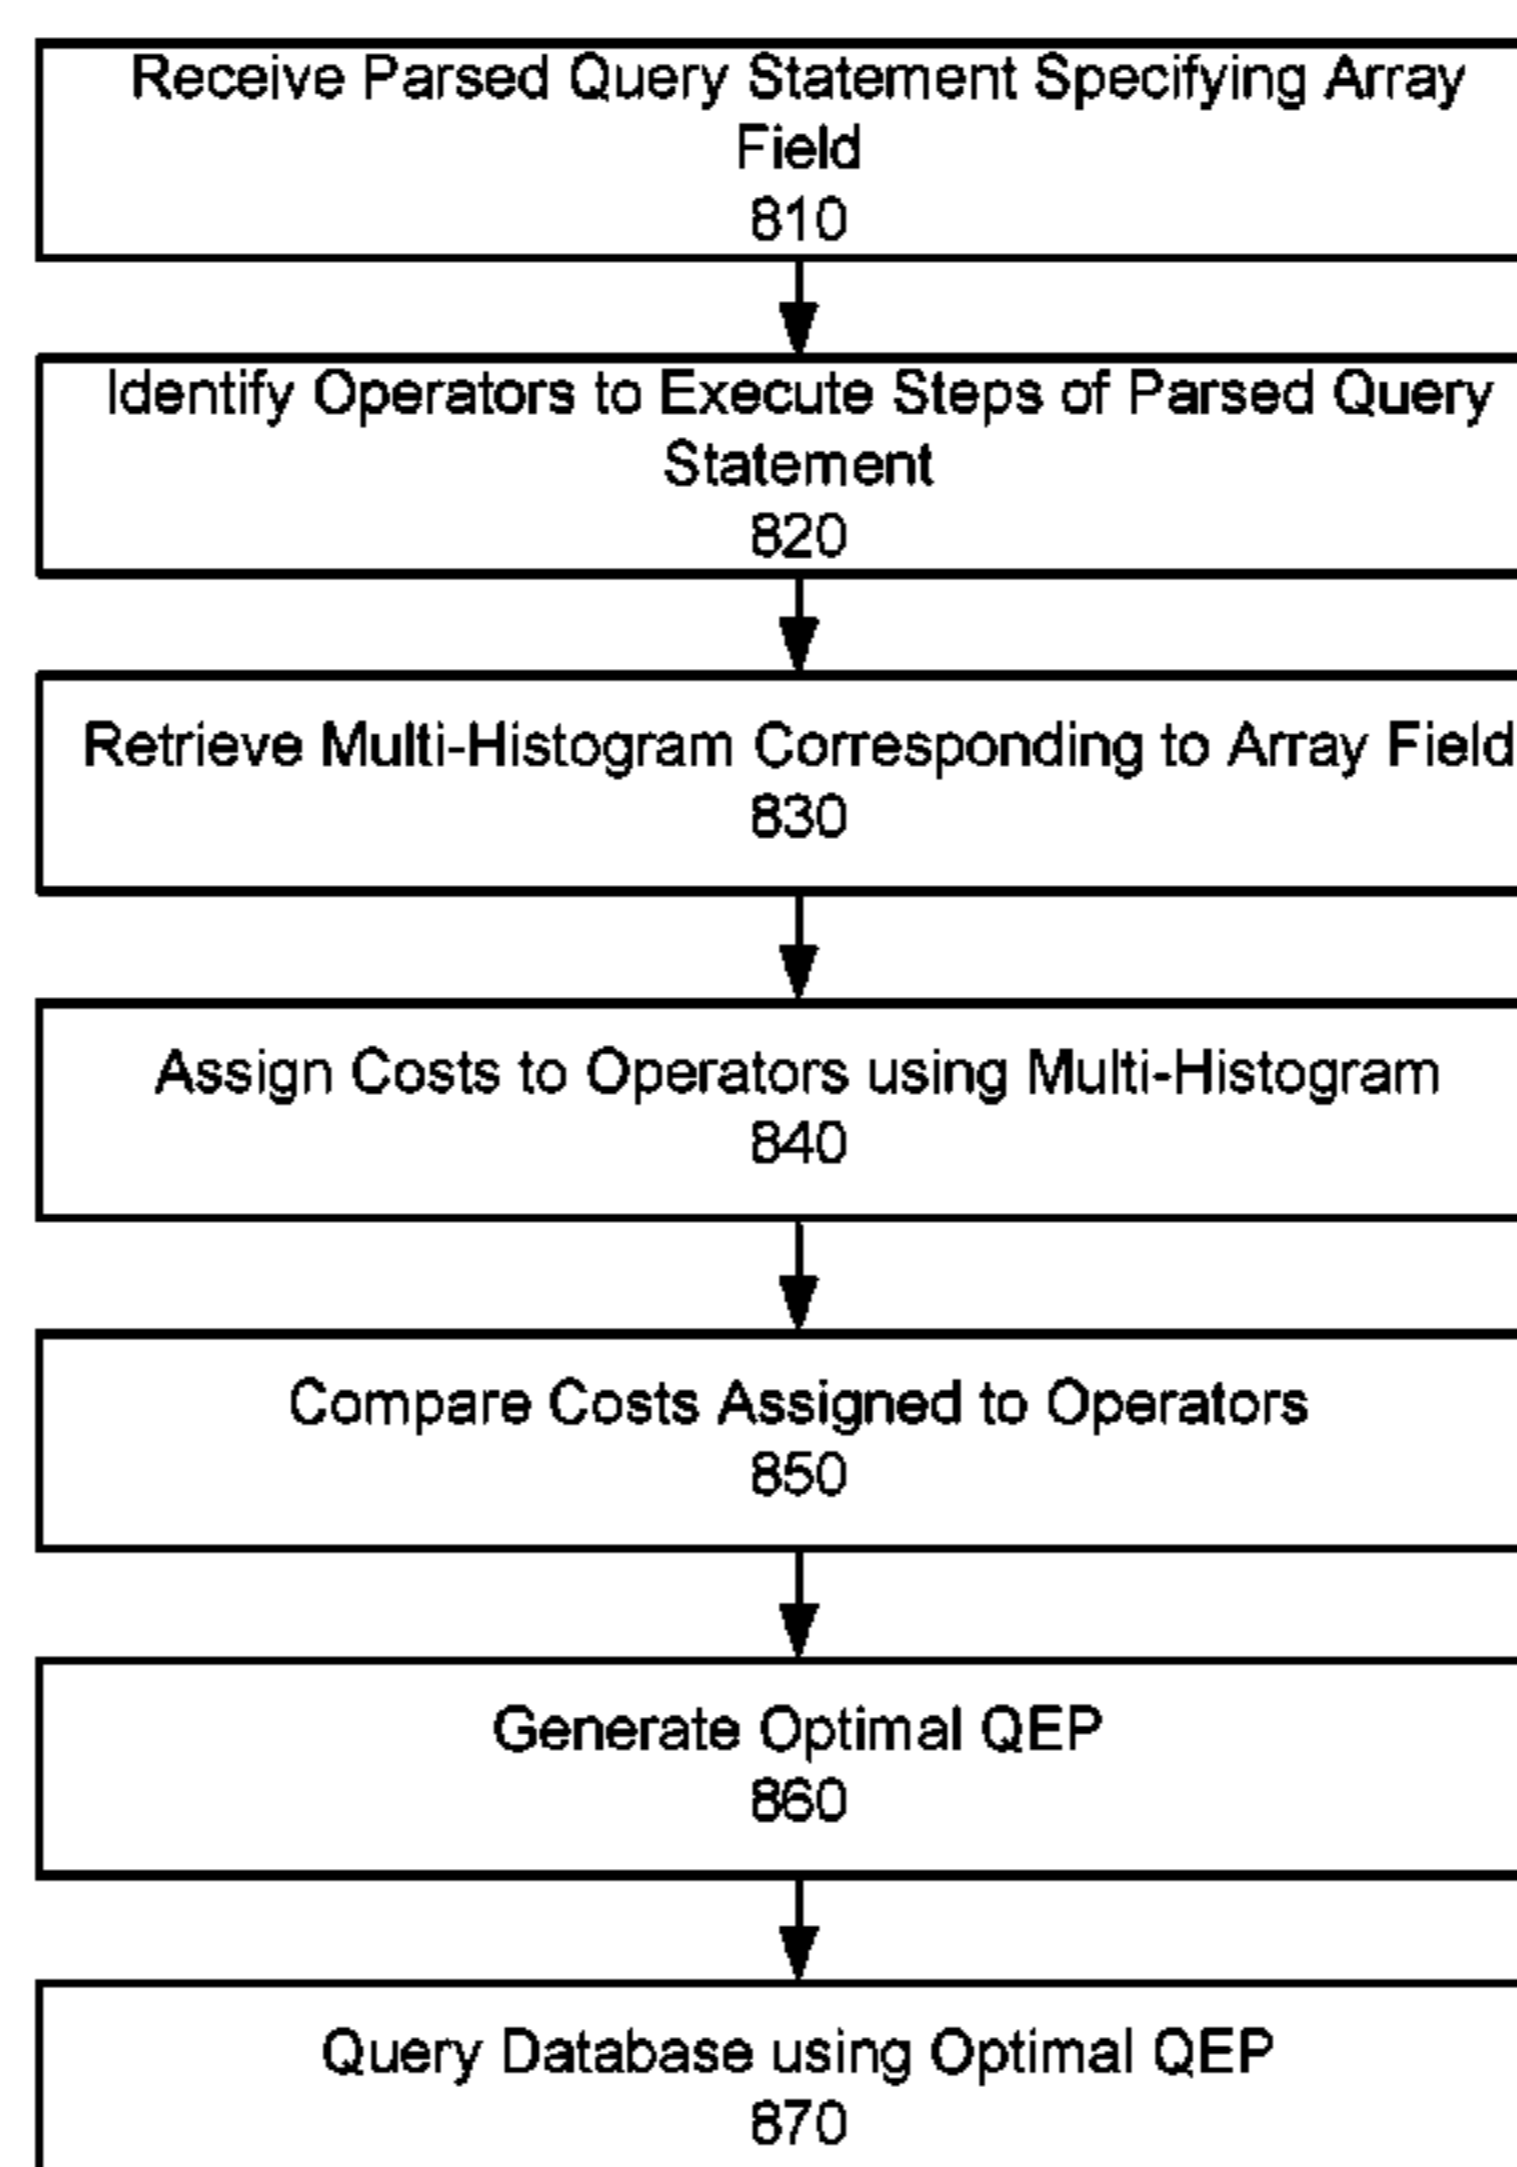 Receive Parsed Query Statement Specifying Array
Field
810
Identify Operators to Execute Steps of Parsed Query
Statement
820
Retrieve Multi-Histogram Corresponding to Array Field
830
Assign Costs to Operators using Multi-Histogram
840
Compare Costs Assigned to Operators
850
Generate Optimal QEP
860
Query Database using Optimal QEP
870